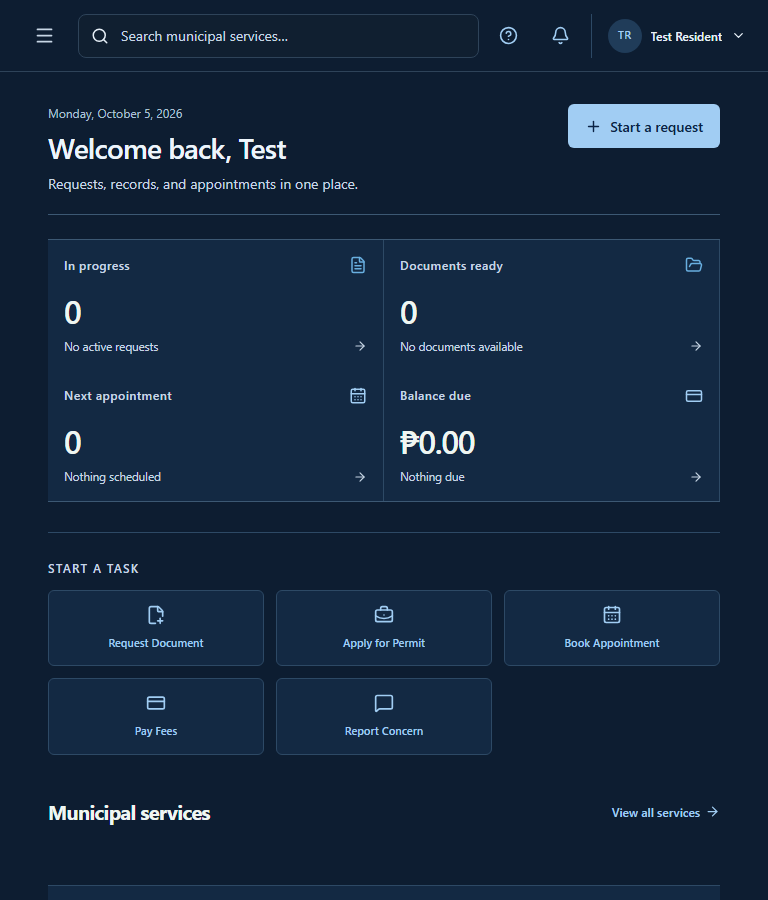 Search municipal services...
TR
Test Resident
Monday, October 5, 2026
Welcome back, Test
Requests, records, and appointments in one place.
Start a request
In progress
0
No active requests
Documents ready
0
No documents available
Next appointment
0
Nothing scheduled
Balance due
₱0.00
Nothing due
START A TASK
Request Document
Apply for Permit
Book Appointment
Pay Fees
Report Concern
Municipal services
View all services